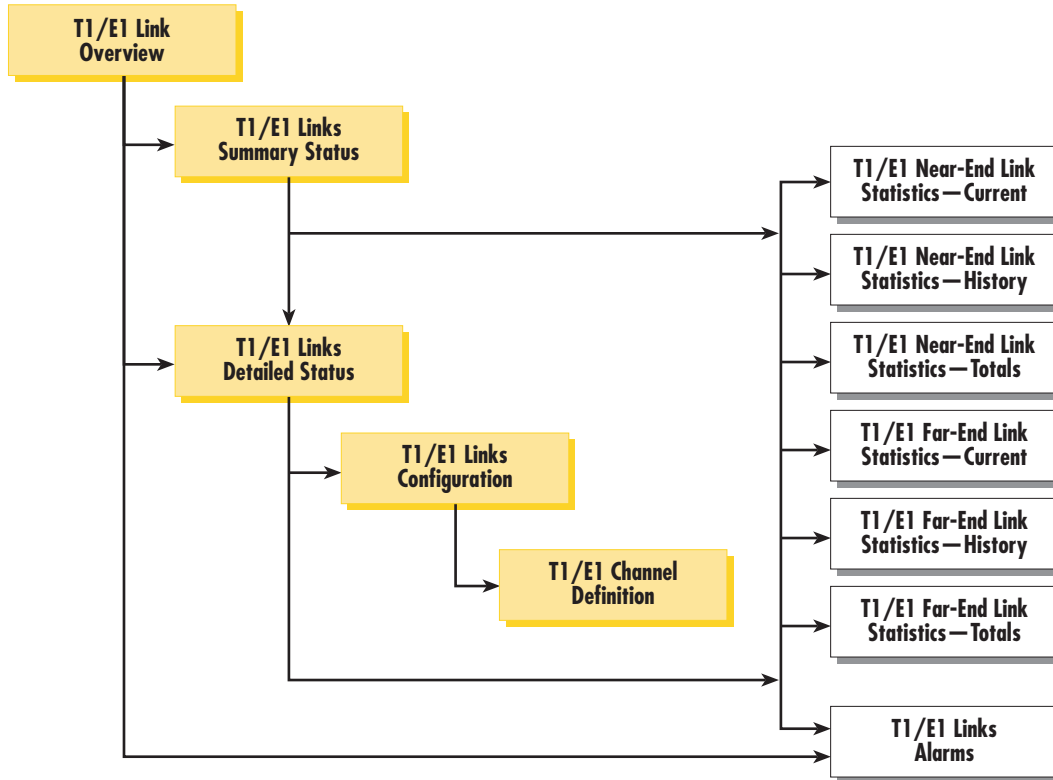 T1/E1 Link
Overview
T1/E1 Links
Summary Status
T1/E1 Links
Detailed Status
T1/E1 Links
Configuration
T1/E1 Channel
Definition
T1/E1 Near-End Link
Statistics—Current
T1/E1 Near-End Link
Statistics—History
T1/E1 Near-End Link
Statistics—Totals
T1/E1 Far-End Link
Statistics—Current
T1/E1 Far-End Link
Statistics—History
T1/E1 Far-End Link
Statistics—Totals
T1/E1 Links
Alarms